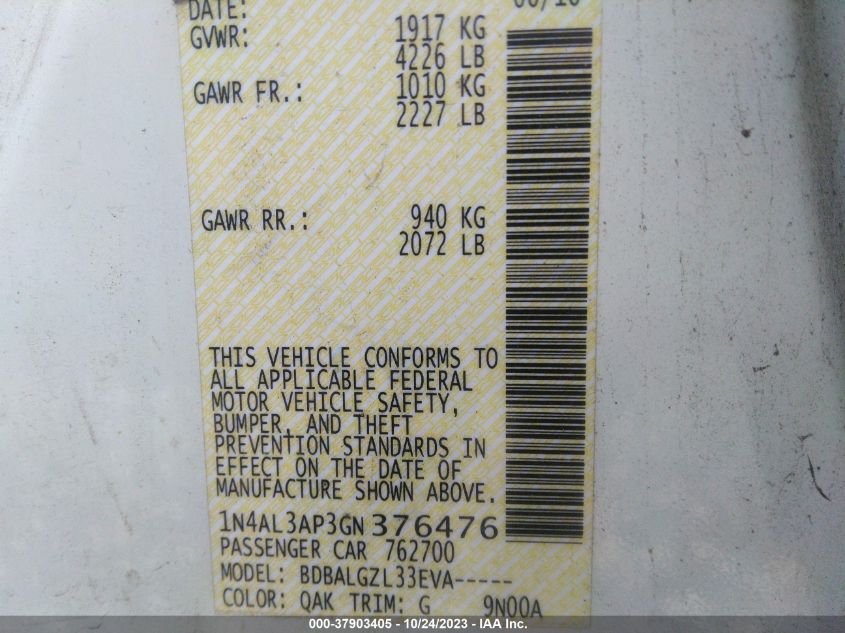 DATE: 06/16
GVWR: 1917 KG
4226 LB
GAWR FR.: 1010 KG
2227 LB
GAWR RR.: 940 KG
2072 LB
THIS VEHICLE CONFORMS TO
ALL APPLICABLE FEDERAL
MOTOR VEHICLE SAFETY,
BUMPER, AND THEFT
PREVENTION STANDARDS IN
EFFECT ON THE DATE OF
MANUFACTURE SHOWN ABOVE.
1N4AL3AP3GN376476
PASSENGER CAR 762700
MODEL: BDBALGZL33EVA-----
COLOR: QAK TRIM: G 9N00A
000-37903405 - 10/24/2023 - IAA Inc.